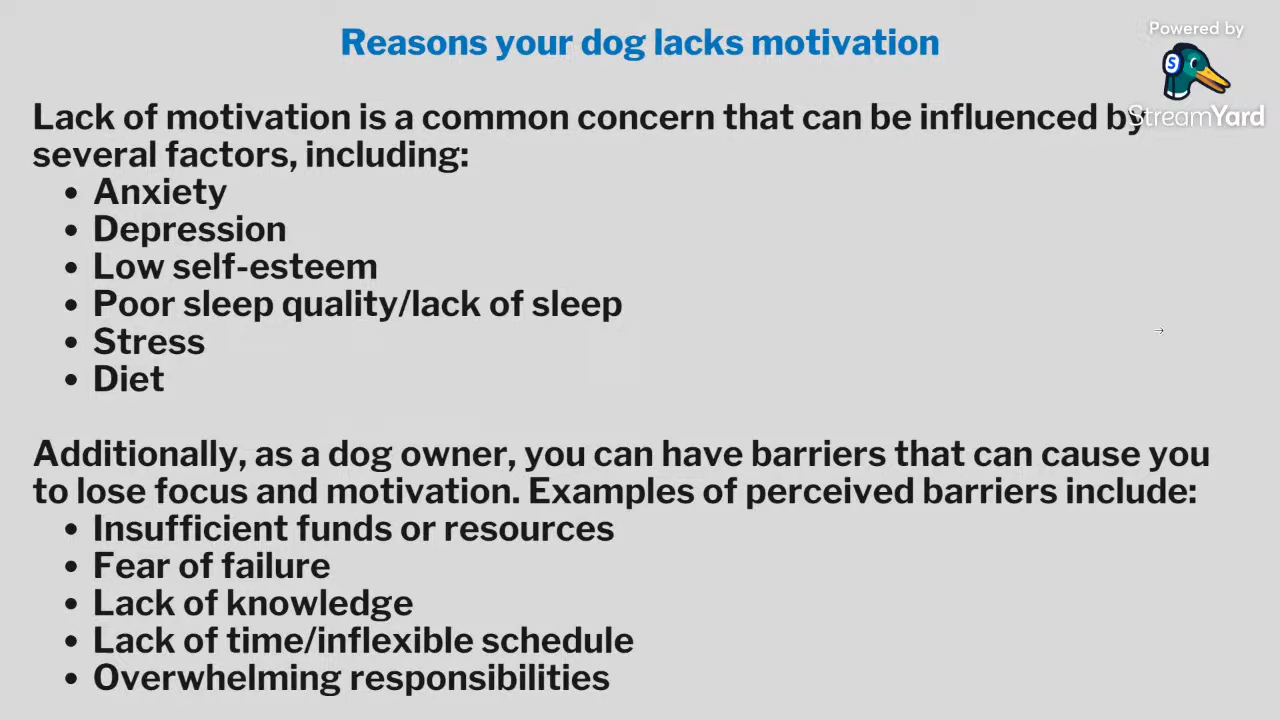 Reasons your dog lacks motivation
Powered by
S
StreamYard
Lack of motivation is a common concern that can be influenced by
several factors, including:
• Anxiety
• Depression
• Low self-esteem
• Poor sleep quality/lack of sleep
• Stress
• Diet
Additionally, as a dog owner, you can have barriers that can cause you
to lose focus and motivation. Examples of perceived barriers include:
• Insufficient funds or resources
• Fear of failure
• Lack of knowledge
• Lack of time/inflexible schedule
• Overwhelming responsibilities